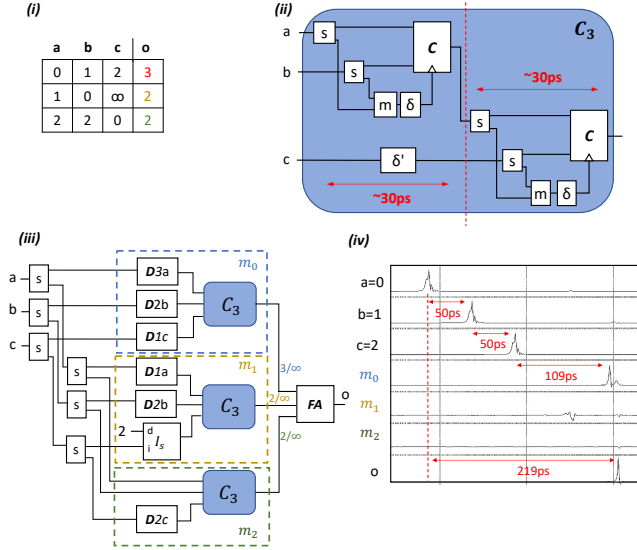 (i)
a b c o
0 1 2 3
1 0 ∞ 2
2 2 0 2
(ii)
C3
a
s
C
b
s
m
δ
~30ps
s
C
c
δ'
s
m
δ
~30ps
(iii)
m0
a
s
D3a
b
s
D2b
C3
c
s
D1c
3/∞
m1
s
D1a
s
D2b
C3
2/∞
FA
o
2
d
i
Is
s
2/∞
C3
D2c
m2
(iv)
a=0
50ps
b=1
50ps
c=2
109ps
m0
m1
m2
219ps
o